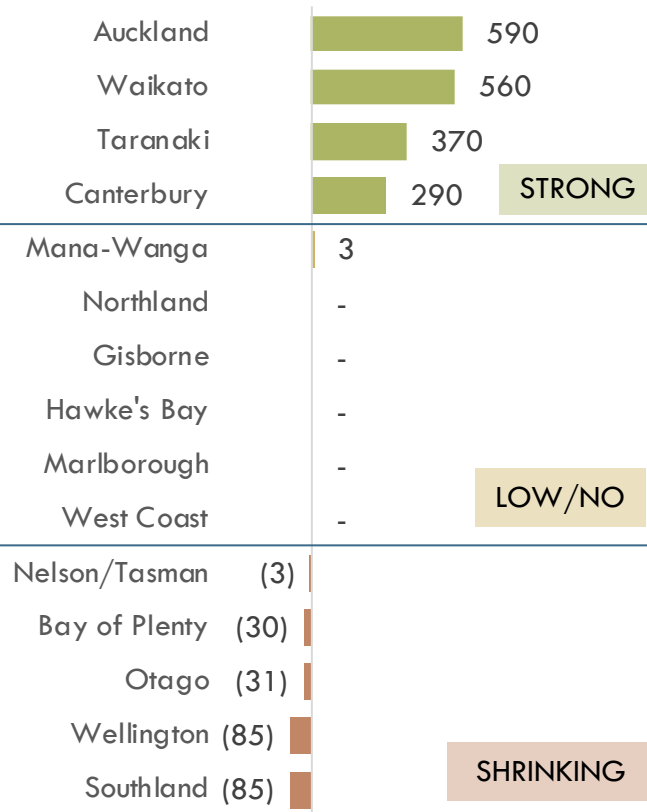 Auckland 590
Waikato 560
Taranaki 370
Canterbury 290 STRONG
Mana-Wanga 3
Northland -
Gisborne -
Hawke's Bay -
Marlborough -
LOW/NO
West Coast -
Nelson/Tasman (3)
Bay of Plenty (30)
Otago (31)
Wellington (85)
SHRINKING
Southland (85)